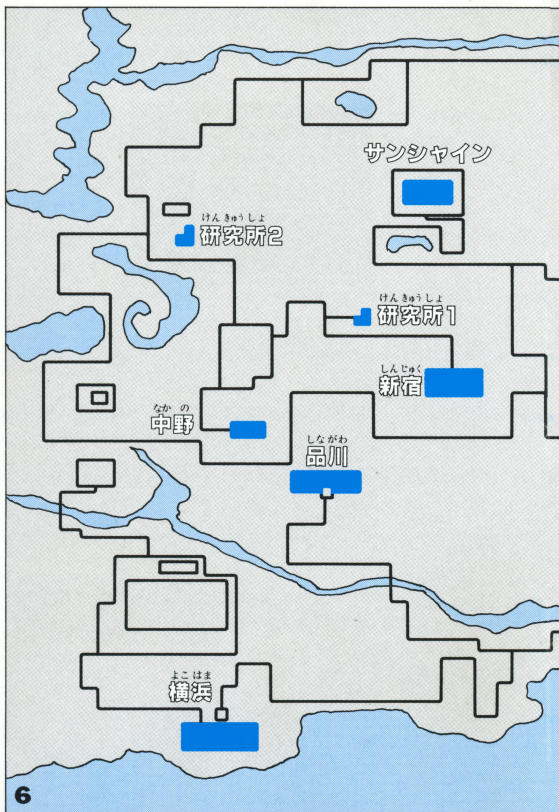 サンシャイン
けんきゅうしょ
研究所2
けんきゅうしょ
研究所1
しんじゅく
新宿
なかの
中野
しながわ
品川
よこはま
横浜
6